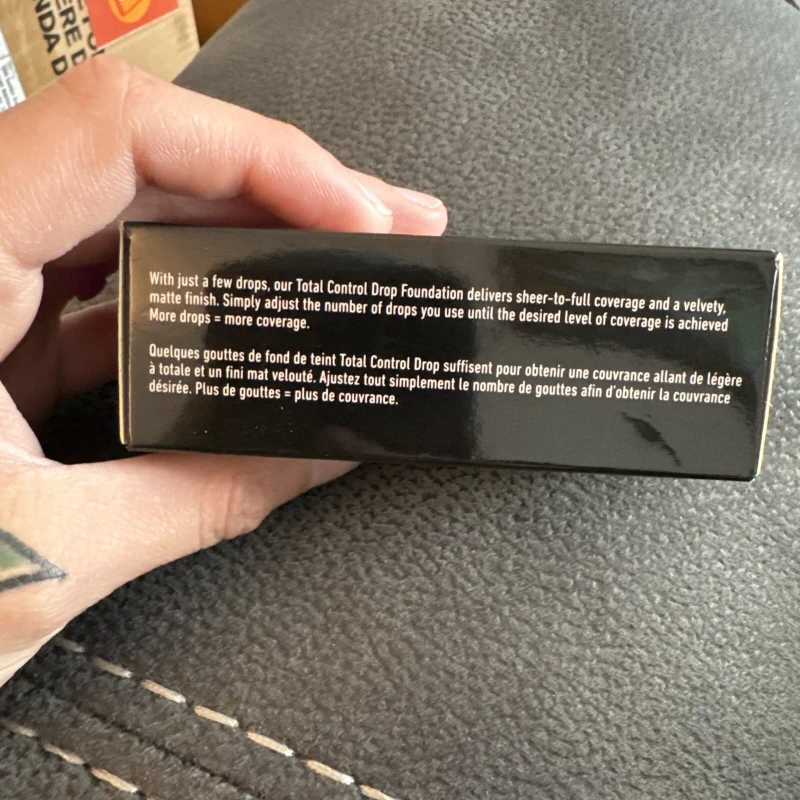 With just a few drops, our Total Control Drop Foundation delivers sheer-to-full coverage and a velvety,
matte finish. Simply adjust the number of drops you use until the desired level of coverage is achieved
More drops = more coverage.
Quelques gouttes de fond de teint Total Control Drop suffisent pour obtenir une couvrance allant de légère
à totale et un fini mat velouté. Ajustez tout simplement le nombre de gouttes afin d'obtenir la couvrance
désirée. Plus de gouttes = plus de couvrance.